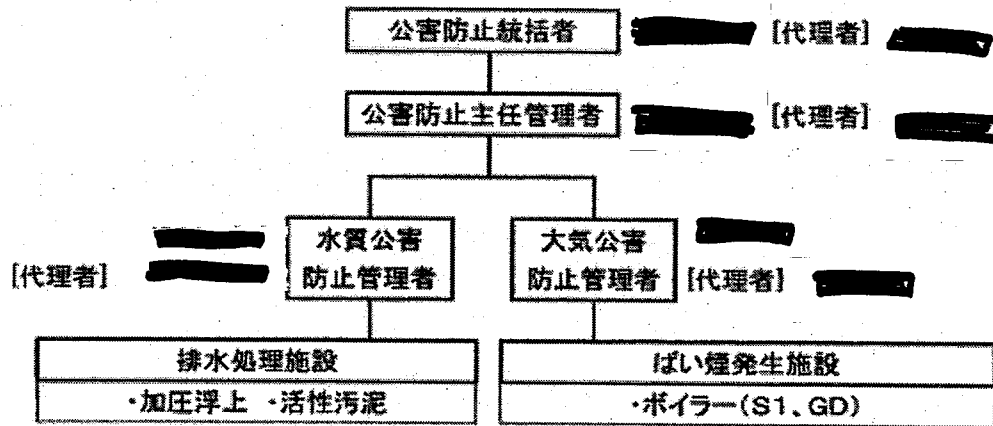 公害防止統括者 [代理者]
公害防止主任管理者 [代理者]
水質公害
防止管理者
[代理者]
大気公害
防止管理者 [代理者]
排水処理施設
・加圧浮上 ・活性汚泥
ばい煙発生施設
・ボイラー(S1、GD)